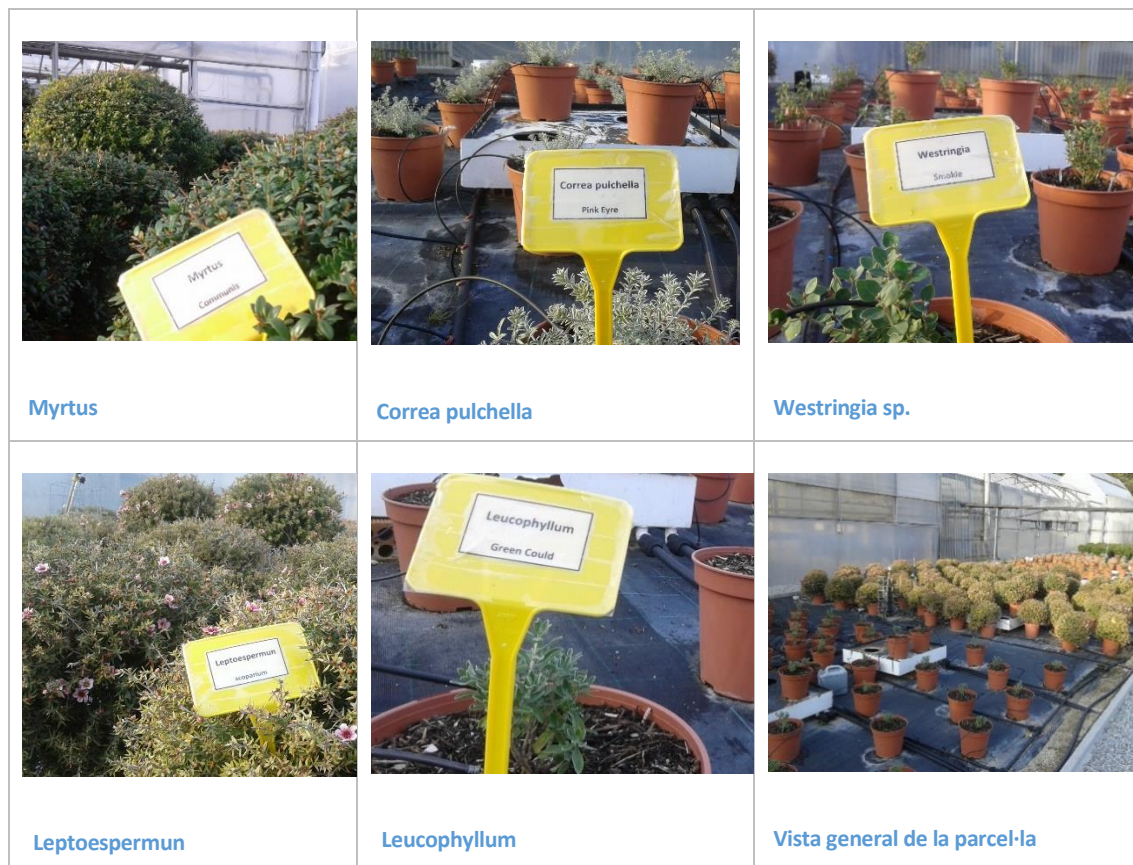 Myrtus
Communis
Correa pulchella
Pink Eyre
Westringia
Smokie
Myrtus
Correa pulchella
Westringia sp.
Leptoespermun
scoparium
Leucophyllum
Green Could
Leptoespermun
Leucophyllum
Vista general de la parcel·la